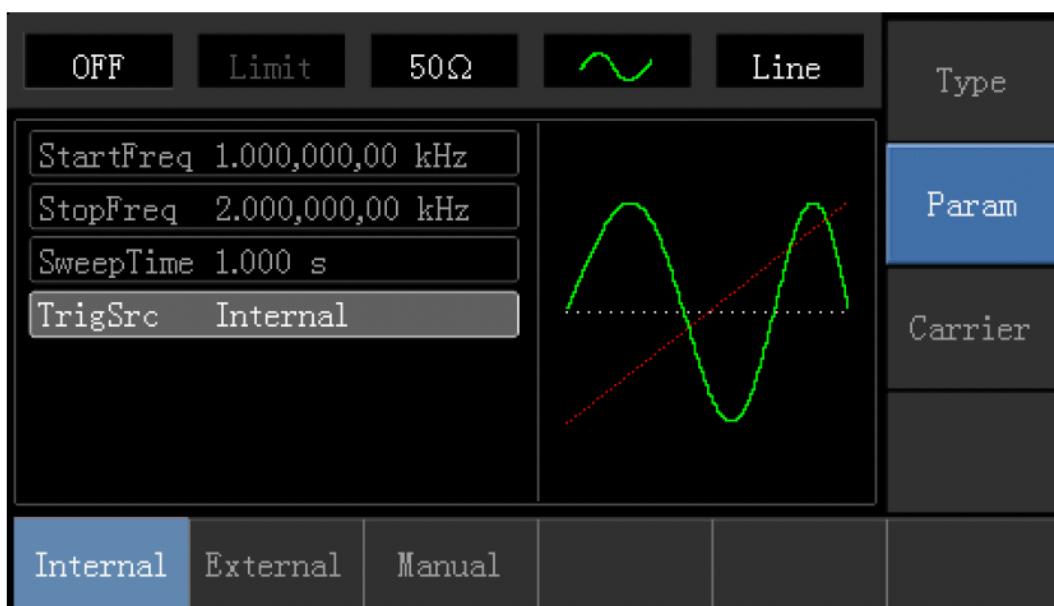 OFF Limit 50Ω Line
Type
StartFreq 1.000,000,00 kHz
StopFreq 2.000,000,00 kHz
Param
SweepTime 1.000 s
TrigSrc Internal
Carrier
Internal External Manual